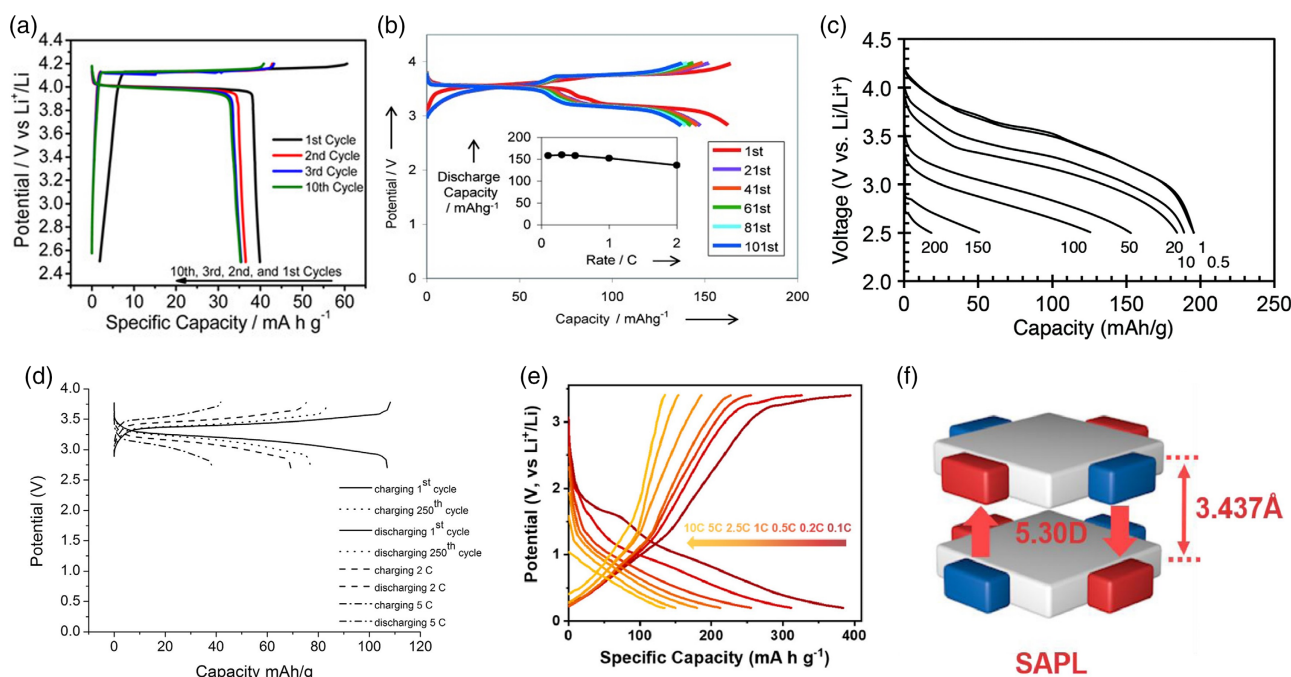 (a)
4.4
4.2
4.0
3.8
3.6
3.4
3.2
3.0
2.8
2.6
2.4
Potential / V vs Li⁺/Li
1st Cycle
2nd Cycle
3rd Cycle
10th Cycle
10th, 3rd, 2nd, and 1st Cycles
0 10 20 30 40 50 60
Specific Capacity / mA h g⁻¹
(b)
4
3
2
1
0
Potential / V
Discharge
Capacity
/ mAhg⁻¹
200
150
100
50
0
0 1 2
Rate / C
1st
21st
41st
61st
81st
101st
0 50 100 150 200
Capacity / mAhg⁻¹
(c)
4.5
4.0
3.5
3.0
2.5
2.0
Voltage (V vs. Li/Li⁺)
200 150 100 50 20 1
10 0.5
0 50 100 150 200 250
Capacity (mAh/g)
(d)
4.0
3.5
3.0
2.5
2.0
1.5
1.0
0.5
0.0
Potential (V)
charging 1ˢᵗ cycle
charging 250ᵗʰ cycle
discharging 1ˢᵗ cycle
discharging 250ᵗʰ cycle
charging 2 C
discharging 2 C
charging 5 C
discharging 5 C
0 20 40 60 80 100 120
Capacity mAh/g
(e)
3
2
1
0
Potential (V, vs Li⁺/Li)
10C 5C 2.5C 1C 0.5C 0.2C 0.1C
0 100 200 300 400
Specific Capacity (mA h g⁻¹)
(f)
5.30D
3.437Å
SAPL